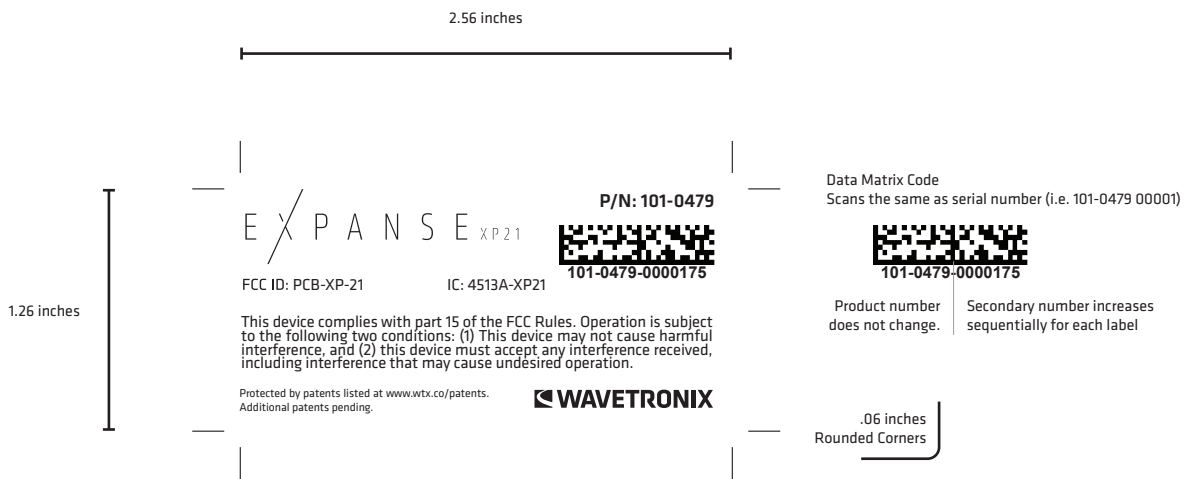 2.56 inches
1.26 inches
EXPANSE XP21
P/N: 101-0479
101-0479-0000175
FCC ID: PCB-XP-21
IC: 4513A-XP21
This device complies with part 15 of the FCC Rules. Operation is subject
to the following two conditions: (1) This device may not cause harmful
interference, and (2) this device must accept any interference received,
including interference that may cause undesired operation.
Protected by patents listed at www.wtx.co/patents.
Additional patents pending.
WAVETRONIX
Data Matrix Code
Scans the same as serial number (i.e. 101-0479 00001)
101-0479-0000175
Product number
does not change.
Secondary number increases
sequentially for each label
.06 inches
Rounded Corners